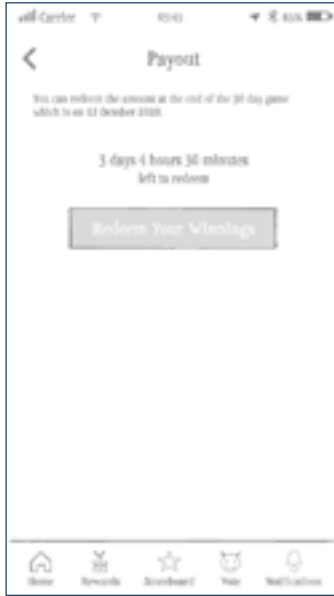 Carrier
Payout
You can redeem the amount at the end of the 30 day game
which is on 12 October 2020.
3 days 4 hours 30 minutes
left to redeem
Redeem Your Winnings
Home Rewards Scoreboard Vote Notifications